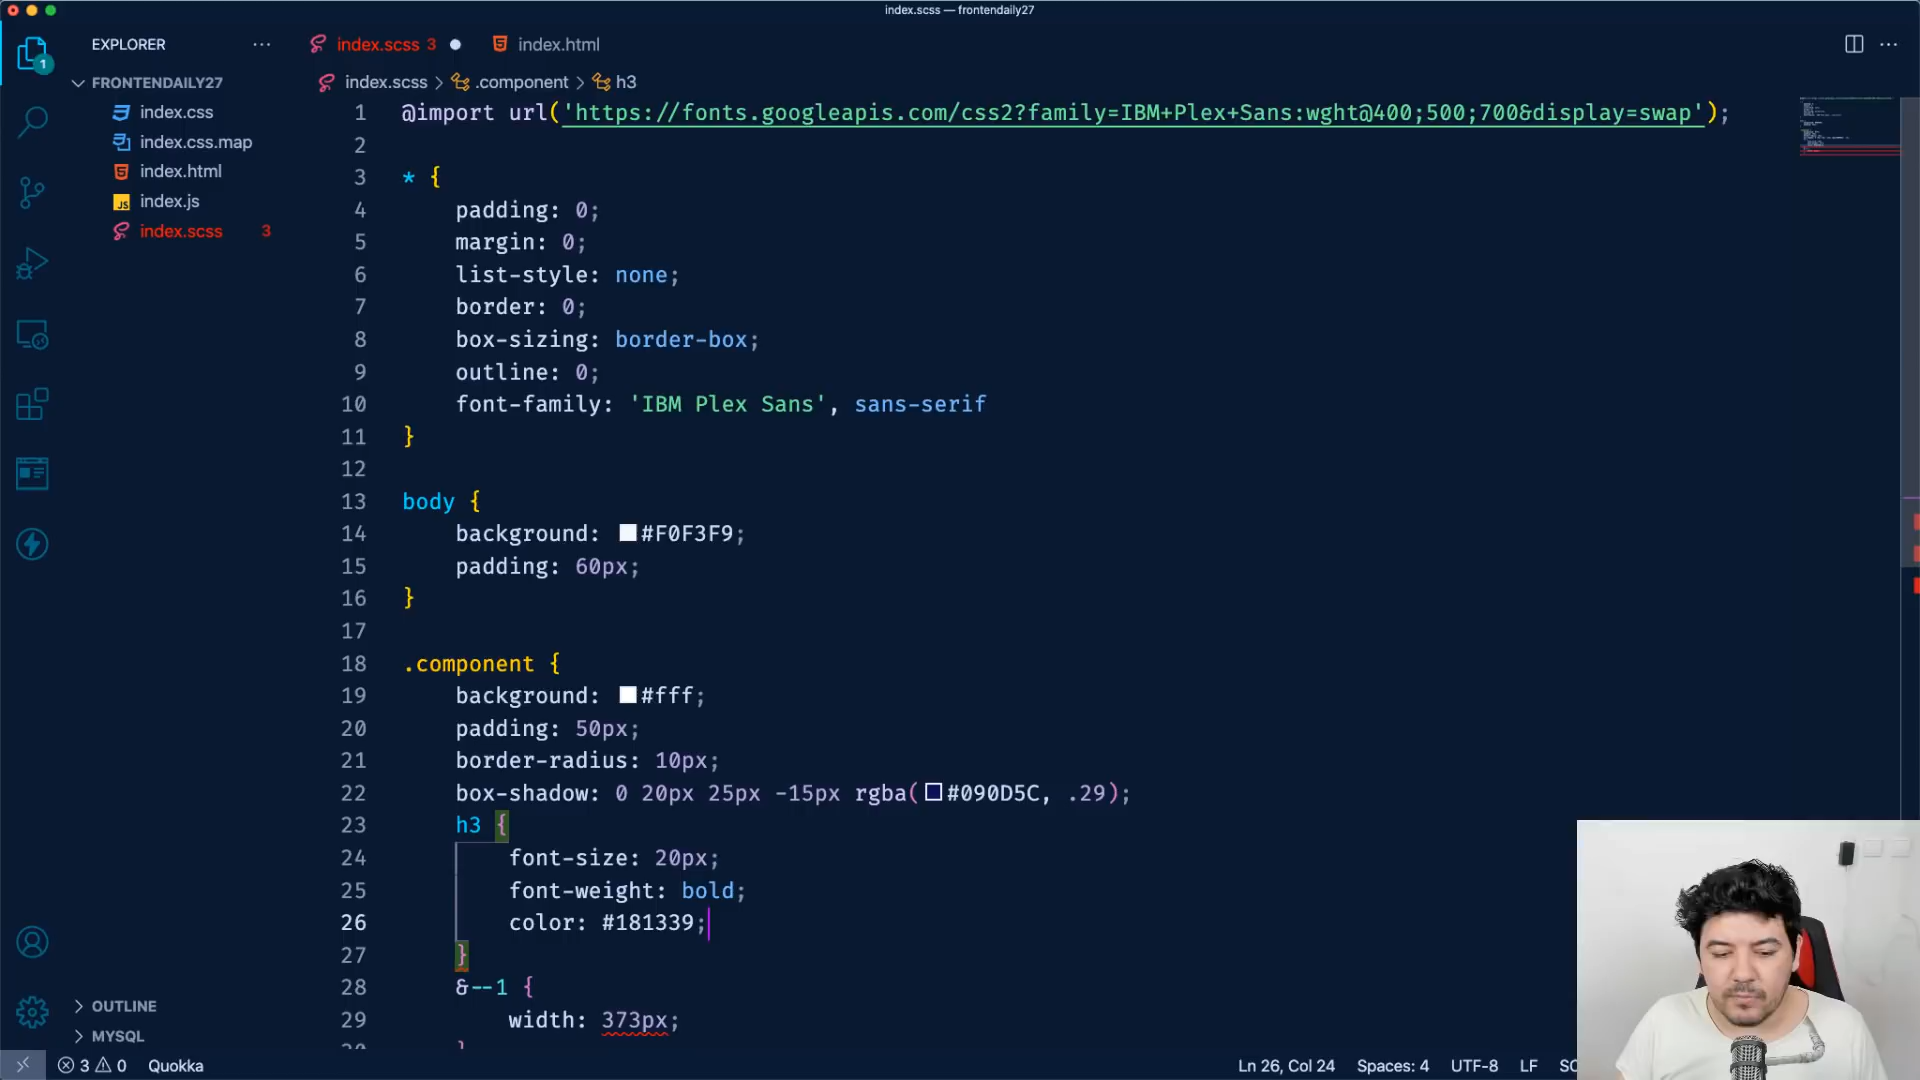 index.scss — frontendaily27
EXPLORER
index.scss 3
index.html
1
FRONTENDAILY27
index.css
index.css.map
index.html
JS index.js
index.scss 3
index.scss > .component > h3
1 @import url('https://fonts.googleapis.com/css2?family=IBM+Plex+Sans:wght@400;500;700&display=swap');
2
3 * {
4 padding: 0;
5 margin: 0;
6 list-style: none;
7 border: 0;
8 box-sizing: border-box;
9 outline: 0;
10 font-family: 'IBM Plex Sans', sans-serif
11 }
12
13 body {
14 background: #F0F3F9;
15 padding: 60px;
16 }
17
18 .component {
19 background: #fff;
20 padding: 50px;
21 border-radius: 10px;
22 box-shadow: 0 20px 25px -15px rgba(#090D5C, .29);
23 h3 {
24 font-size: 20px;
25 font-weight: bold;
26 color: #181339;
27 }
28 &--1 {
29 width: 373px;
OUTLINE
MYSQL
3 0 Quokka
Ln 26, Col 24 Spaces: 4 UTF-8 LF